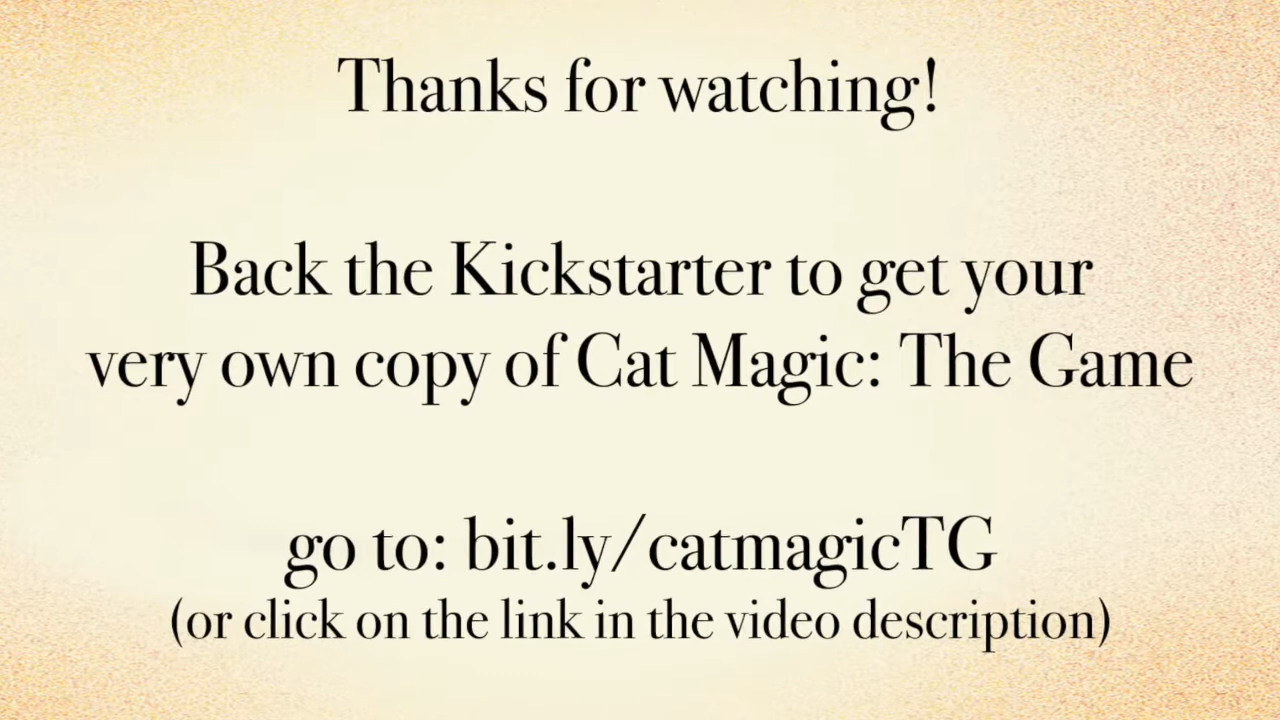 Thanks for watching!
Back the Kickstarter to get your
very own copy of Cat Magic: The Game
go to: bit.ly/catmagicTG
(or click on the link in the video description)